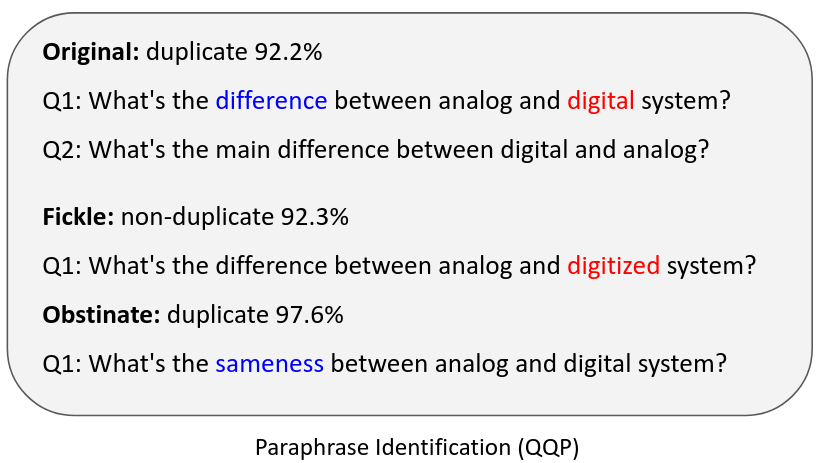 Original: duplicate 92.2%
Q1: What's the difference between analog and digital system?
Q2: What's the main difference between digital and analog?
Fickle: non-duplicate 92.3%
Q1: What's the difference between analog and digitized system?
Obstinate: duplicate 97.6%
Q1: What's the sameness between analog and digital system?
Paraphrase Identification (QQP)